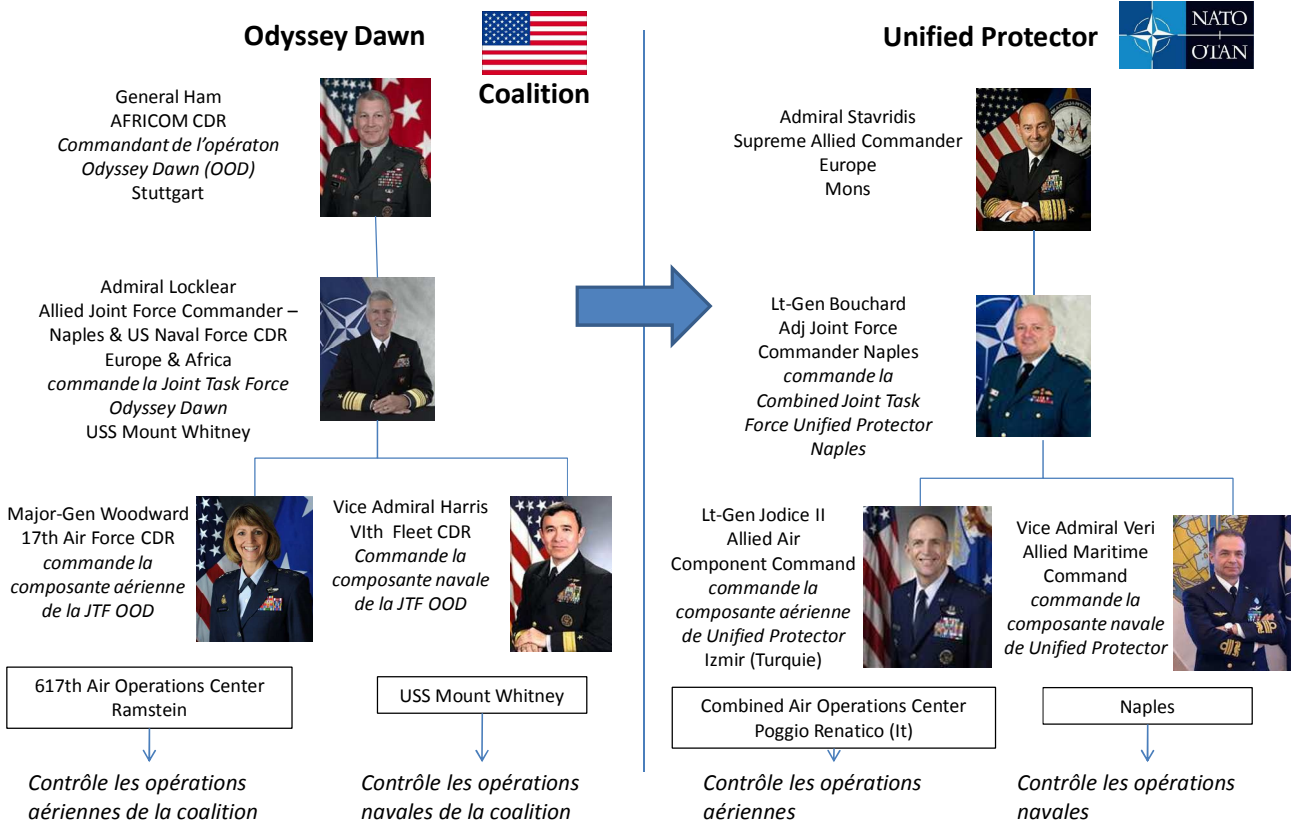 Odyssey Dawn
Coalition
General Ham
AFRICOM CDR
Commandant de l'opératon
Odyssey Dawn (OOD)
Stuttgart
Admiral Locklear
Allied Joint Force Commander –
Naples & US Naval Force CDR
Europe & Africa
commande la Joint Task Force
Odyssey Dawn
USS Mount Whitney
Major-Gen Woodward
17th Air Force CDR
commande la
composante aérienne
de la JTF OOD
Vice Admiral Harris
VIth Fleet CDR
Commande la
composante navale
de la JTF OOD
617th Air Operations Center
Ramstein
USS Mount Whitney
Contrôle les opérations
aériennes de la coalition
Contrôle les opérations
navales de la coalition
Unified Protector
NATO
OTAN
Admiral Stavridis
Supreme Allied Commander
Europe
Mons
Lt-Gen Bouchard
Adj Joint Force
Commander Naples
commande la
Combined Joint Task
Force Unified Protector
Naples
Lt-Gen Jodice II
Allied Air
Component Command
commande la
composante aérienne
de Unified Protector
Izmir (Turquie)
Vice Admiral Veri
Allied Maritime
Command
commande la
composante navale
de Unified Protector
Combined Air Operations Center
Poggio Renatico (It)
Naples
Contrôle les opérations
aériennes
Contrôle les opérations
navales